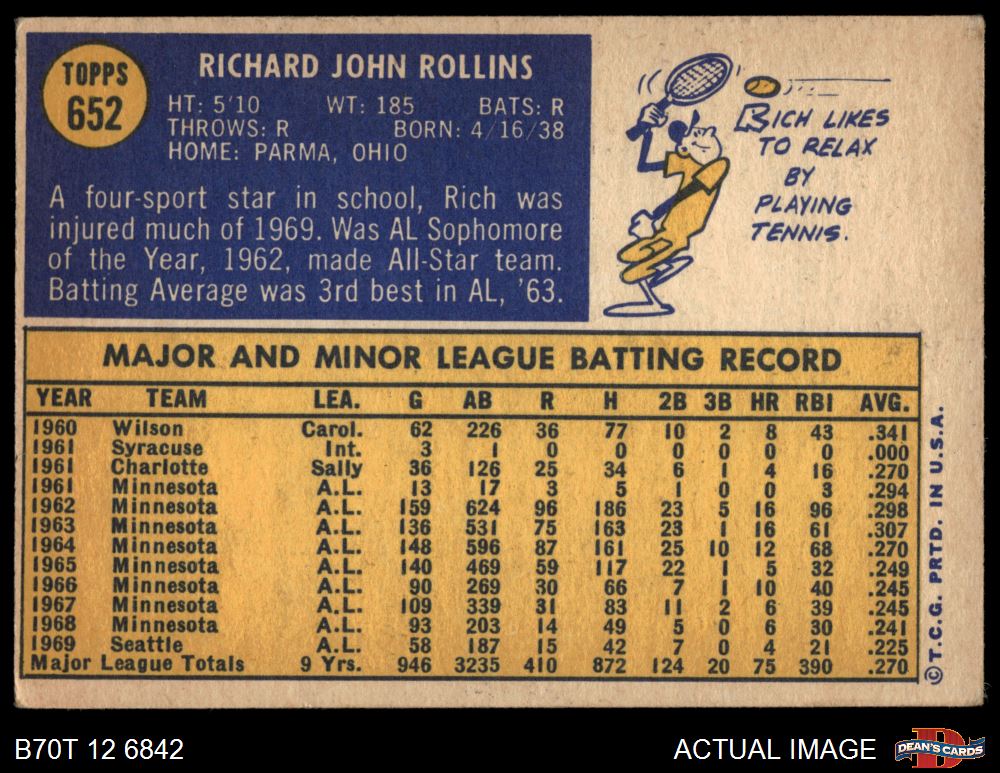 TOPPS
652
RICHARD JOHN ROLLINS
HT: 5'10 WT: 185 BATS: R
THROWS: R BORN: 4/16/38
HOME: PARMA, OHIO
A four-sport star in school, Rich was
injured much of 1969. Was AL Sophomore
of the Year, 1962, made All-Star team.
Batting Average was 3rd best in AL, '63.
RICH LIKES
TO RELAX
BY
PLAYING
TENNIS.
MAJOR AND MINOR LEAGUE BATTING RECORD
YEAR TEAM LEA. G AB R H 2B 3B HR RBI AVG.
1960 Wilson Carol. 62 226 36 77 10 2 8 43 .341
1961 Syracuse Int. 3 1 0 0 0 0 0 0 .000
1961 Charlotte Sally 36 126 25 34 6 1 4 16 .270
1961 Minnesota A.L. 13 17 3 5 1 0 0 3 .294
1962 Minnesota A.L. 159 624 96 186 23 5 16 96 .298
1963 Minnesota A.L. 136 531 75 163 23 1 16 61 .307
1964 Minnesota A.L. 148 596 87 161 25 10 12 68 .270
1965 Minnesota A.L. 140 469 59 117 22 1 5 32 .249
1966 Minnesota A.L. 90 269 30 66 7 1 10 40 .245
1967 Minnesota A.L. 109 339 31 83 11 2 6 39 .245
1968 Minnesota A.L. 93 203 14 49 5 0 6 30 .241
1969 Seattle A.L. 58 187 15 42 7 0 4 21 .225
Major League Totals 9 Yrs. 946 3235 410 872 124 20 75 390 .270
©T.C.G. PRTD. IN U.S.A.
B70T 12 6842
ACTUAL IMAGE
D
DEAN'S CARDS